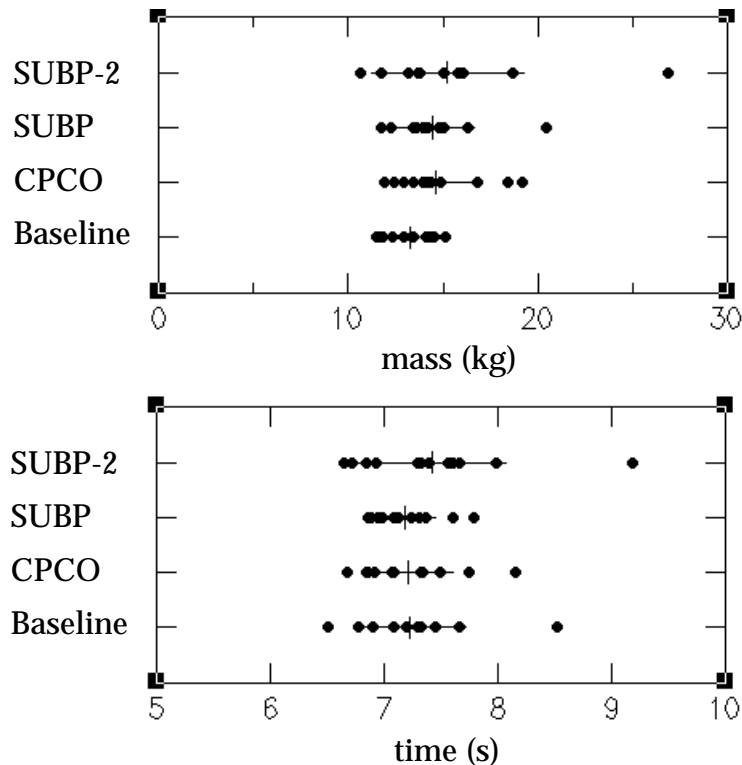 SUBP-2
SUBP
CPCO
Baseline
0 10 20 30
mass (kg)
SUBP-2
SUBP
CPCO
Baseline
5 6 7 8 9 10
time (s)